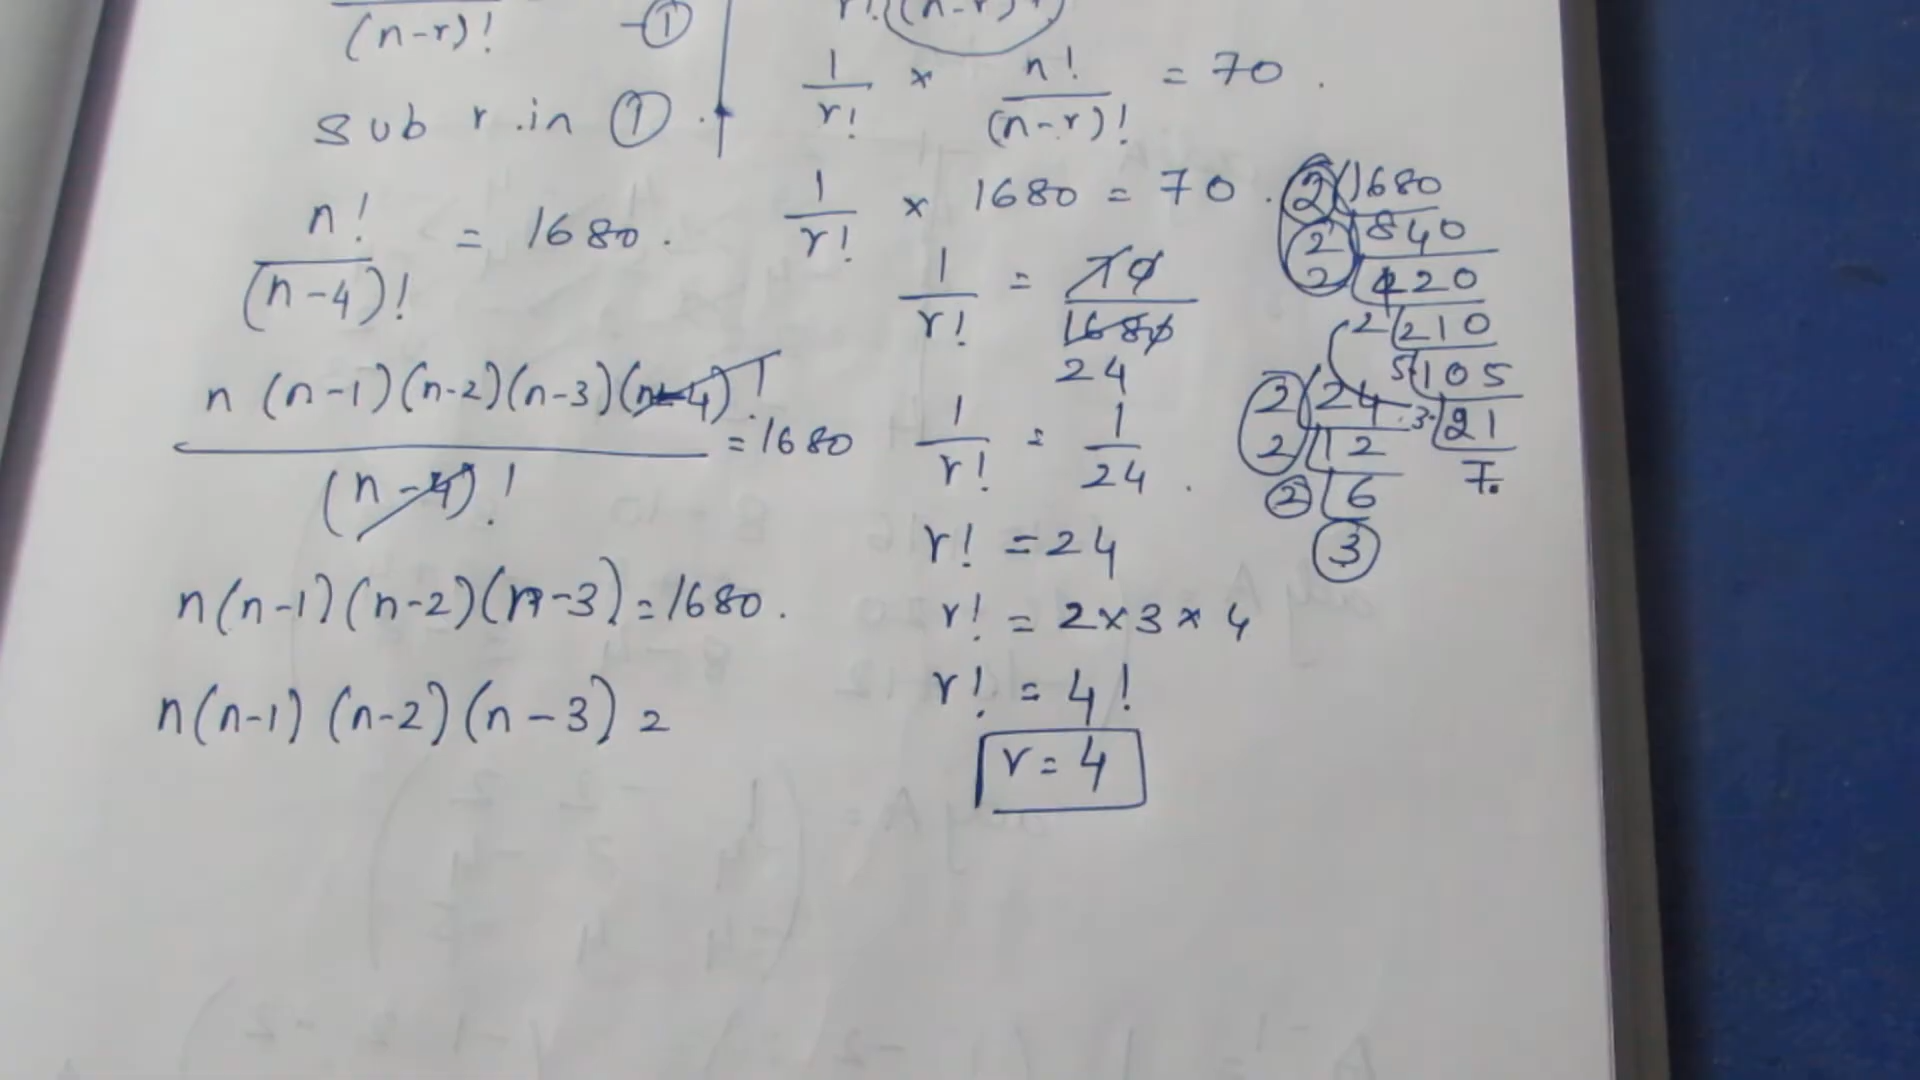 (n-r)! -①
sub r in ①.
n!/(n-4)! = 1680.
n(n-1)(n-2)(n-3)(n-4)!/(n-4)! = 1680
n(n-1)(n-2)(n-3) = 1680.
n(n-1)(n-2)(n-3) =
r!(n-r)!
1/r! × n!/(n-r)! = 70.
1/r! × 1680 = 70.
1/r! = 70/1680
24
1/r! = 1/24.
r! = 24
r! = 2×3×4
r! = 4!
r = 4
2 1680
2 840
2 420
2 210
5 105
3 21
7.
2 24
2 12
2 6
3